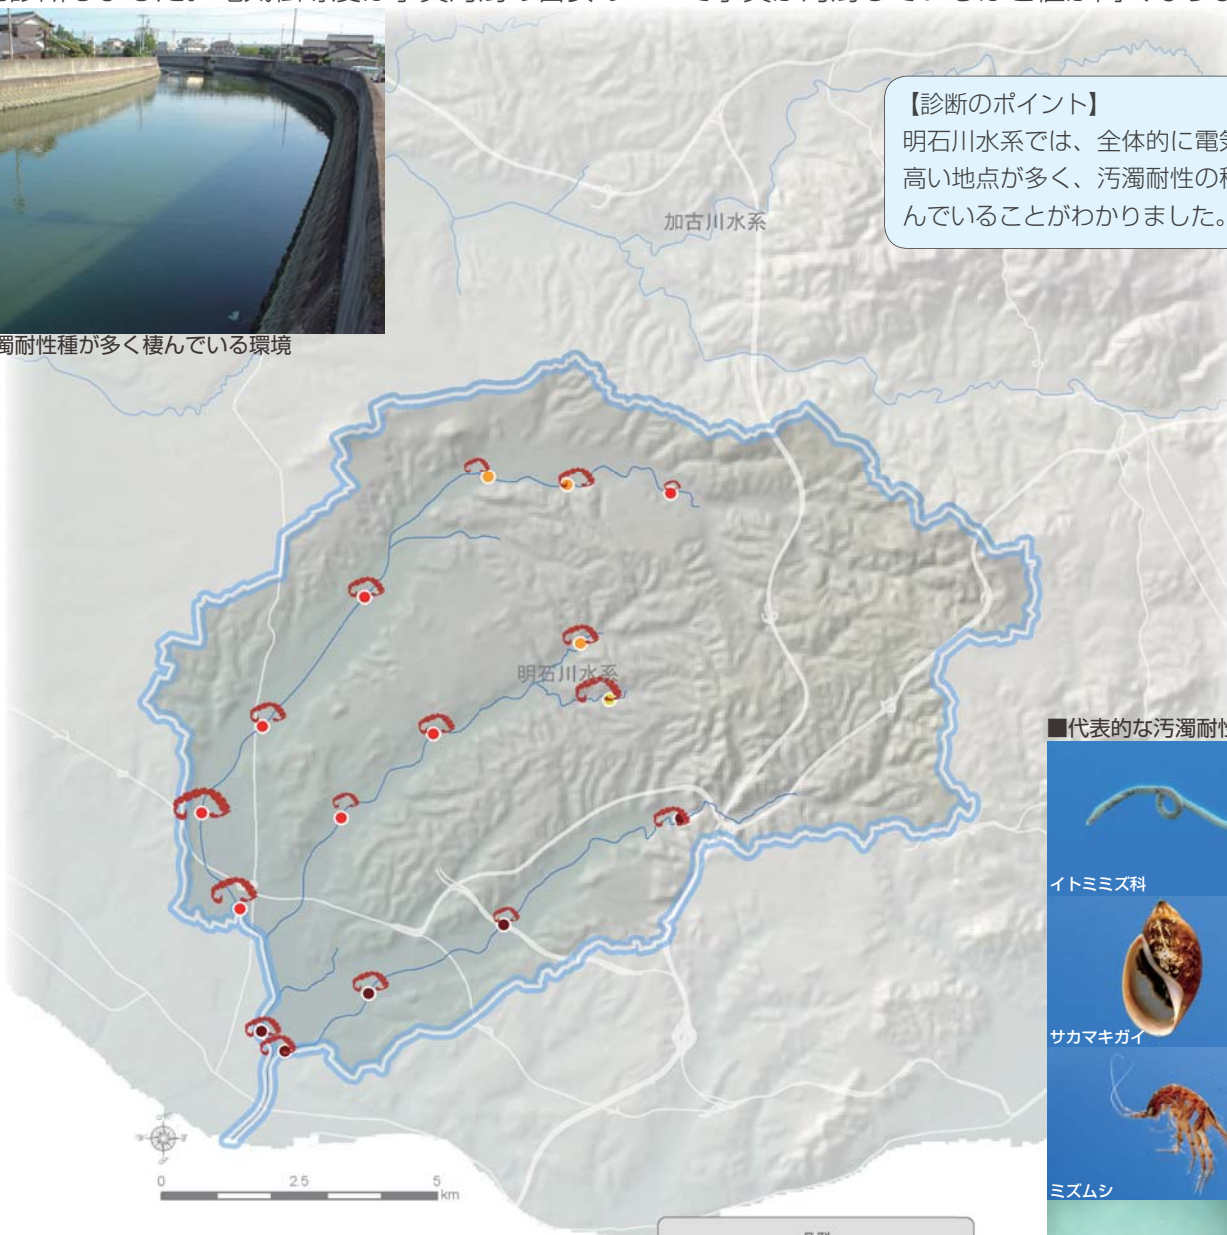 【診断のポイント】
明石川水系では、全体的に電気
高い地点が多く、汚濁耐性の種
んでいることがわかりました。
加古川水系
濁耐性種が多く棲んでいる環境
明石川水系
■代表的な汚濁耐性
イトミミズ科
サカマキガイ
ミズムシ
0 2.5 5
km